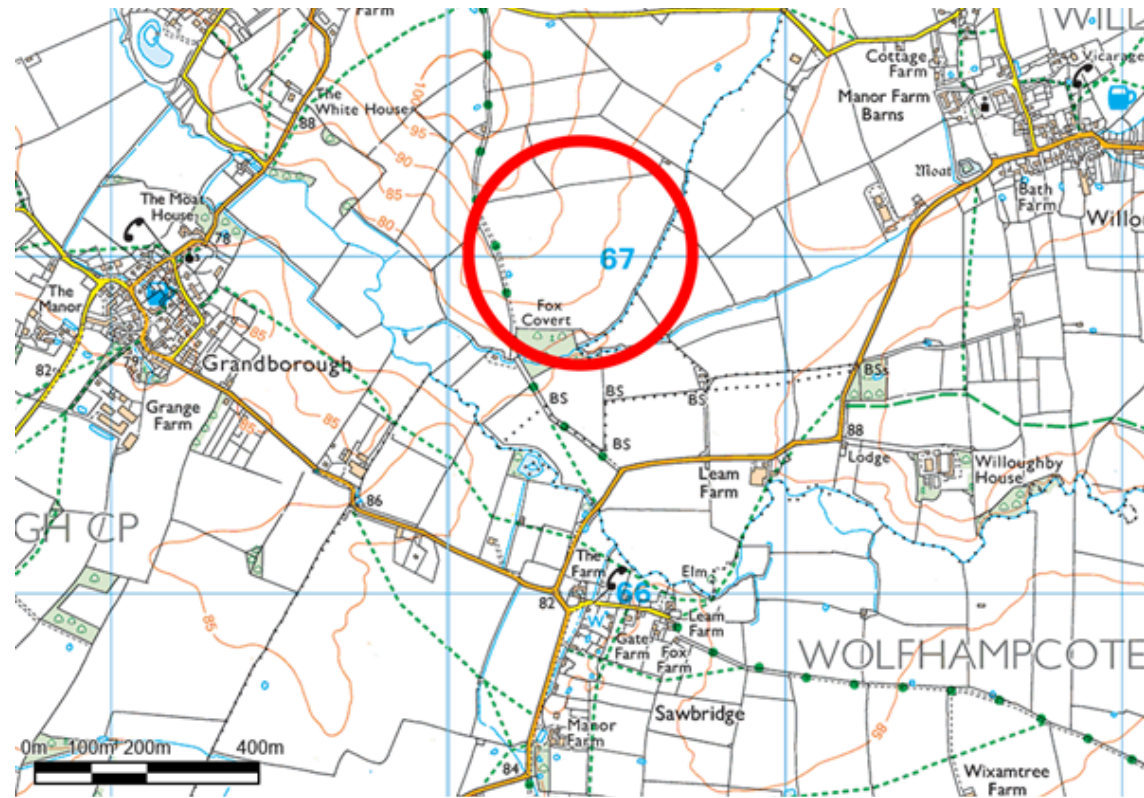 Farm
WILL
Cottage
Farm
Vicarage
The
White House
88
100
95
90
85
80
Manor Farm
Barns
Moat
Bath
Farm
Willou
The Moat
House
78
67
The
Manor
Fox
Covert
85
82
79
Grandborough
85
Grange
Farm
85
85
BS
BS
BS
BSs
BS
88
Lodge
Leam
Farm
Willoughby
House
86
GH CP
The
Farm
Elm
82
66
W
Leam
Farm
Gate
Farm
Fox
Farm
85
WOLFHAMPCOTE
Sawbridge
85
Manor
Farm
84
Wixamtree
Farm
0m 100m 200m 400m